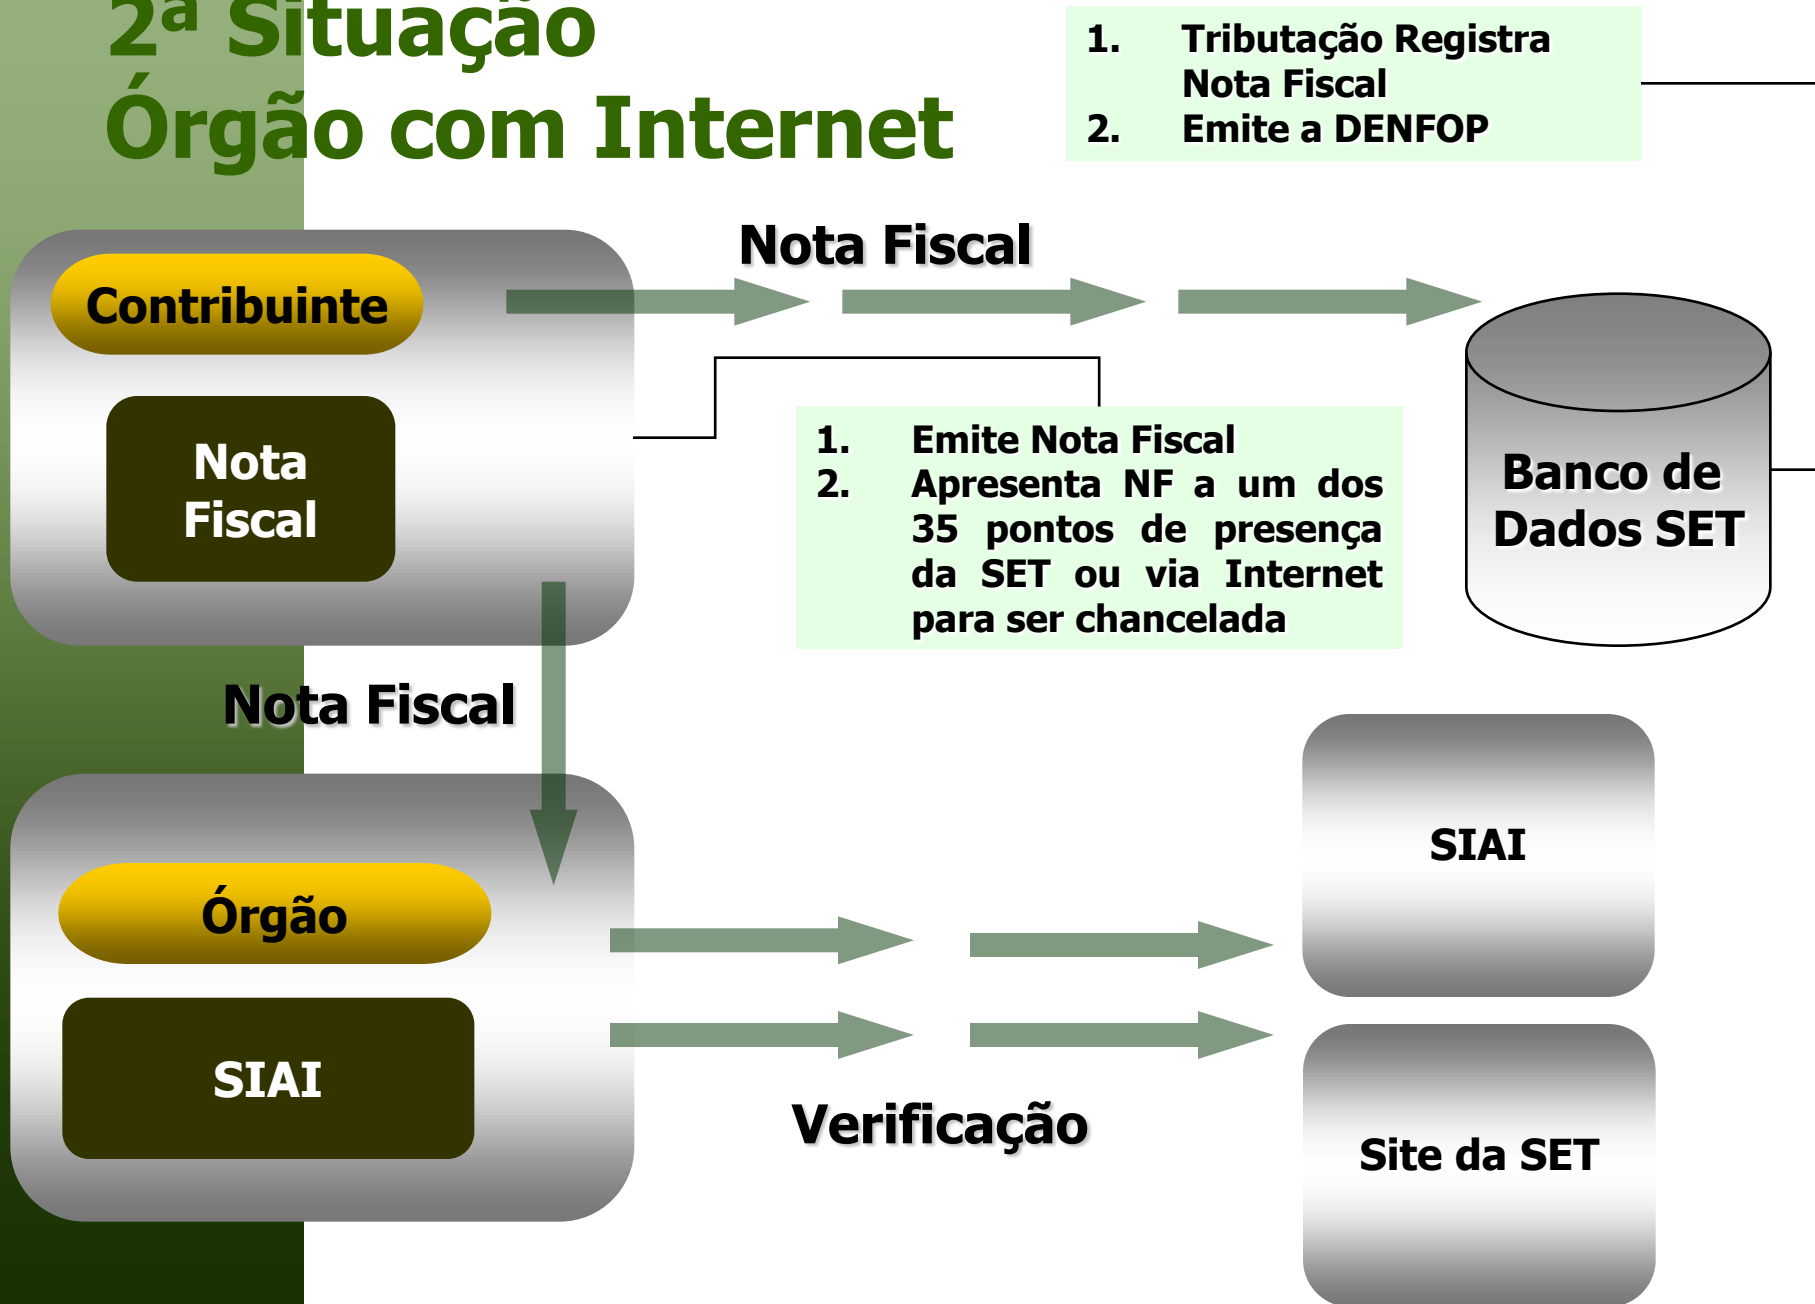 2ª Situação
Órgão com Internet
1. Tributação Registra
Nota Fiscal
2. Emite a DENFOP
Nota Fiscal
Contribuinte
Nota
Fiscal
1. Emite Nota Fiscal
2. Apresenta NF a um dos
35 pontos de presença
da SET ou via Internet
para ser chancelada
Banco de
Dados SET
Nota Fiscal
Órgão
SIAI
SIAI
Verificação
Site da SET